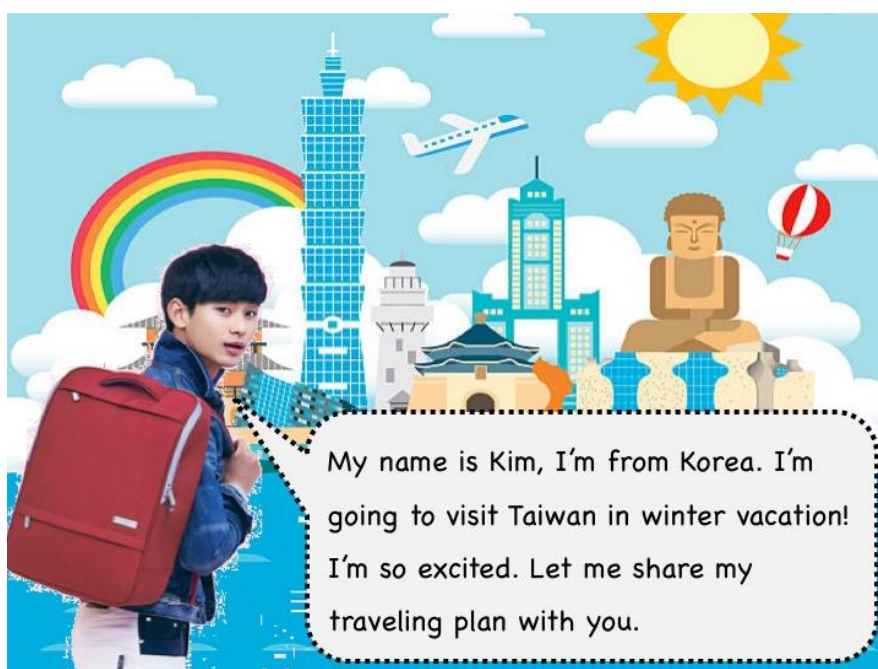 My name is Kim, I'm from Korea. I'm
going to visit Taiwan in winter vacation!
I'm so excited. Let me share my
traveling plan with you.